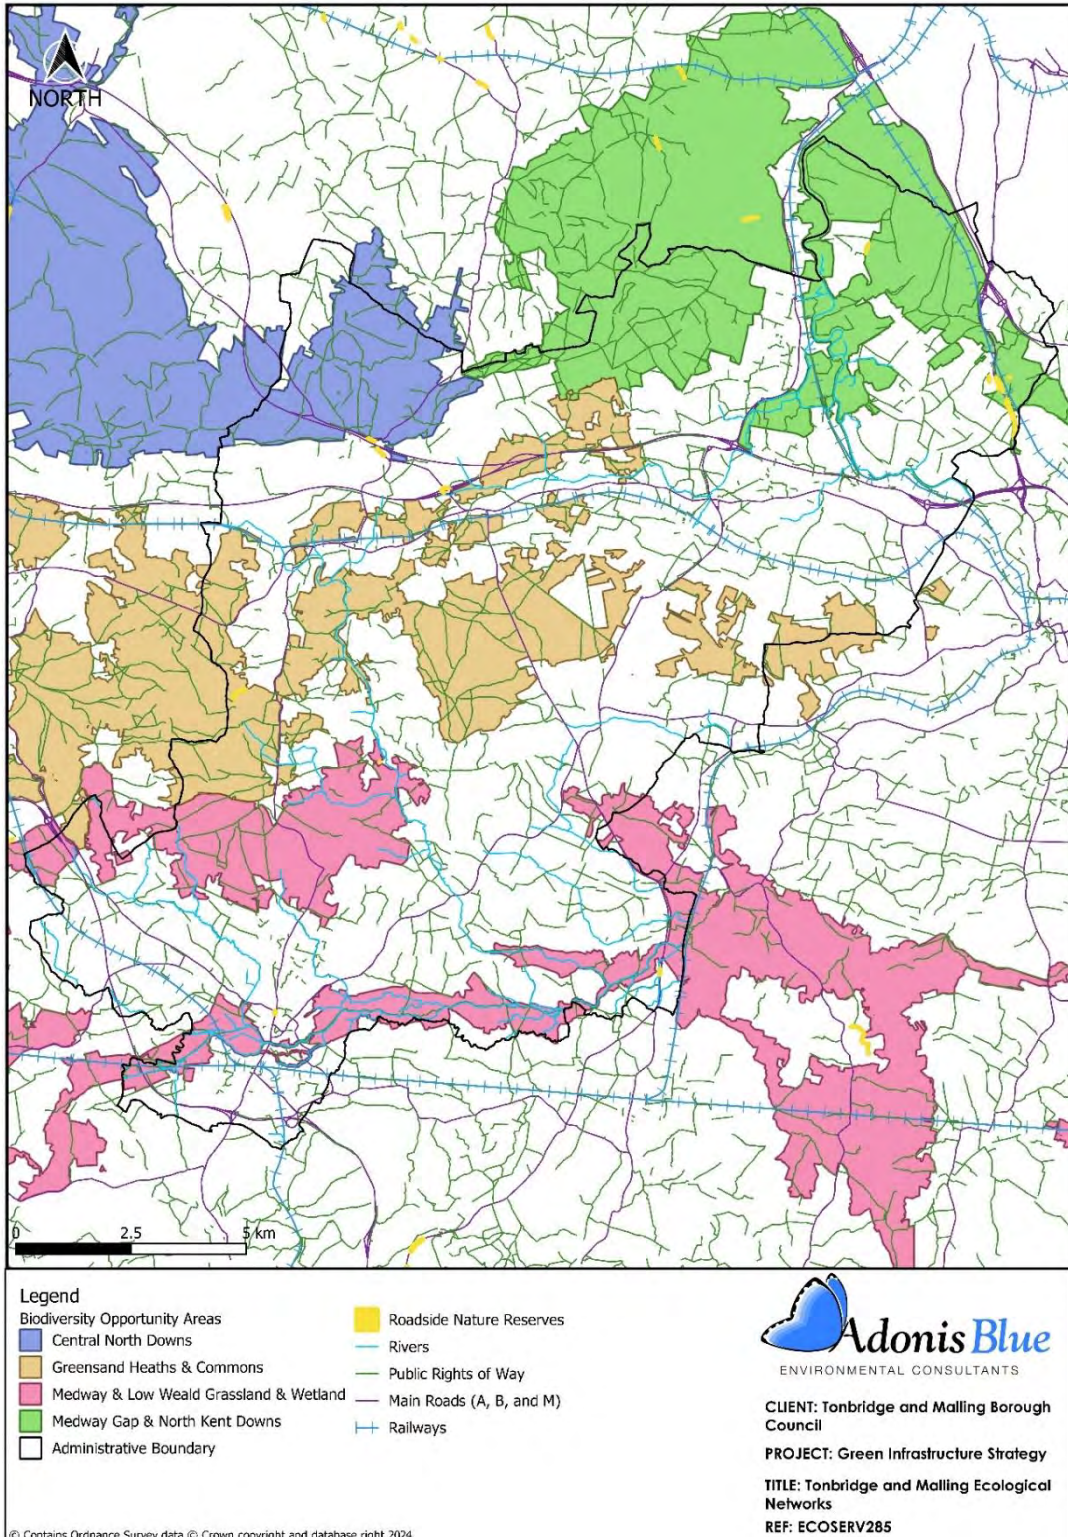 NORTH
0 2.5 5 km
Legend
Biodiversity Opportunity Areas
Central North Downs
Greensand Heaths & Commons
Medway & Low Weald Grassland & Wetland
Medway Gap & North Kent Downs
Administrative Boundary
Roadside Nature Reserves
Rivers
Public Rights of Way
Main Roads (A, B, and M)
Railways
Adonis Blue
ENVIRONMENTAL CONSULTANTS
CLIENT: Tonbridge and Malling Borough
Council
PROJECT: Green Infrastructure Strategy
TITLE: Tonbridge and Malling Ecological
Networks
REF: ECOSERV285
© Contains Ordnance Survey data © Crown copyright and database right 2024